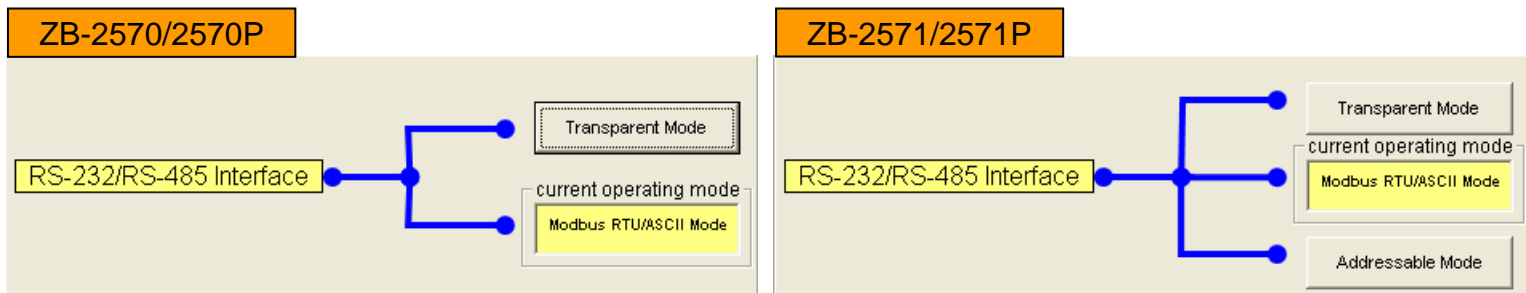 ZB-2570/2570P
Transparent Mode
RS-232/RS-485 Interface
current operating mode
Modbus RTU/ASCII Mode
ZB-2571/2571P
Transparent Mode
current operating mode
RS-232/RS-485 Interface
Modbus RTU/ASCII Mode
Addressable Mode